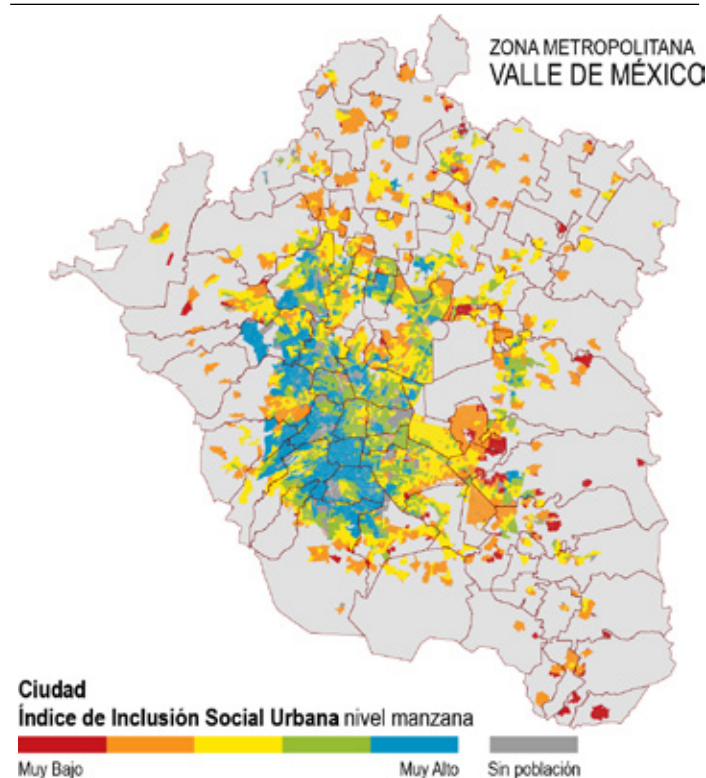 ZONA METROPOLITANA
VALLE DE MÉXICO
Ciudad
Índice de Inclusión Social Urbana nivel manzana
Muy Bajo Muy Alto Sin población